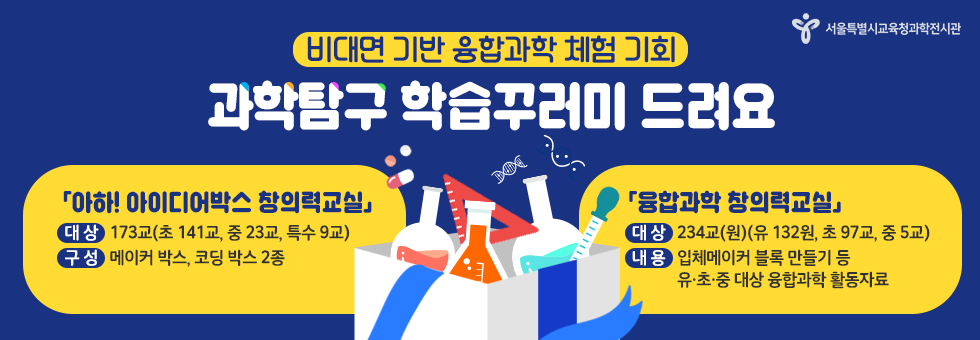 서울특별시교육청과학전시관
비대면 기반 융합과학 체험 기회
과학탐구 학습꾸러미 드려요
「아하! 아이디어박스 창의력교실」
대상 173교(초 141교, 중 23교, 특수 9교)
구성 메이커 박스, 코딩 박스 2종
「융합과학 창의력교실」
대상 234교(원)(유 132원, 초 97교, 중 5교)
내용 입체메이커 블록 만들기 등
유·초·중 대상 융합과학 활동자료